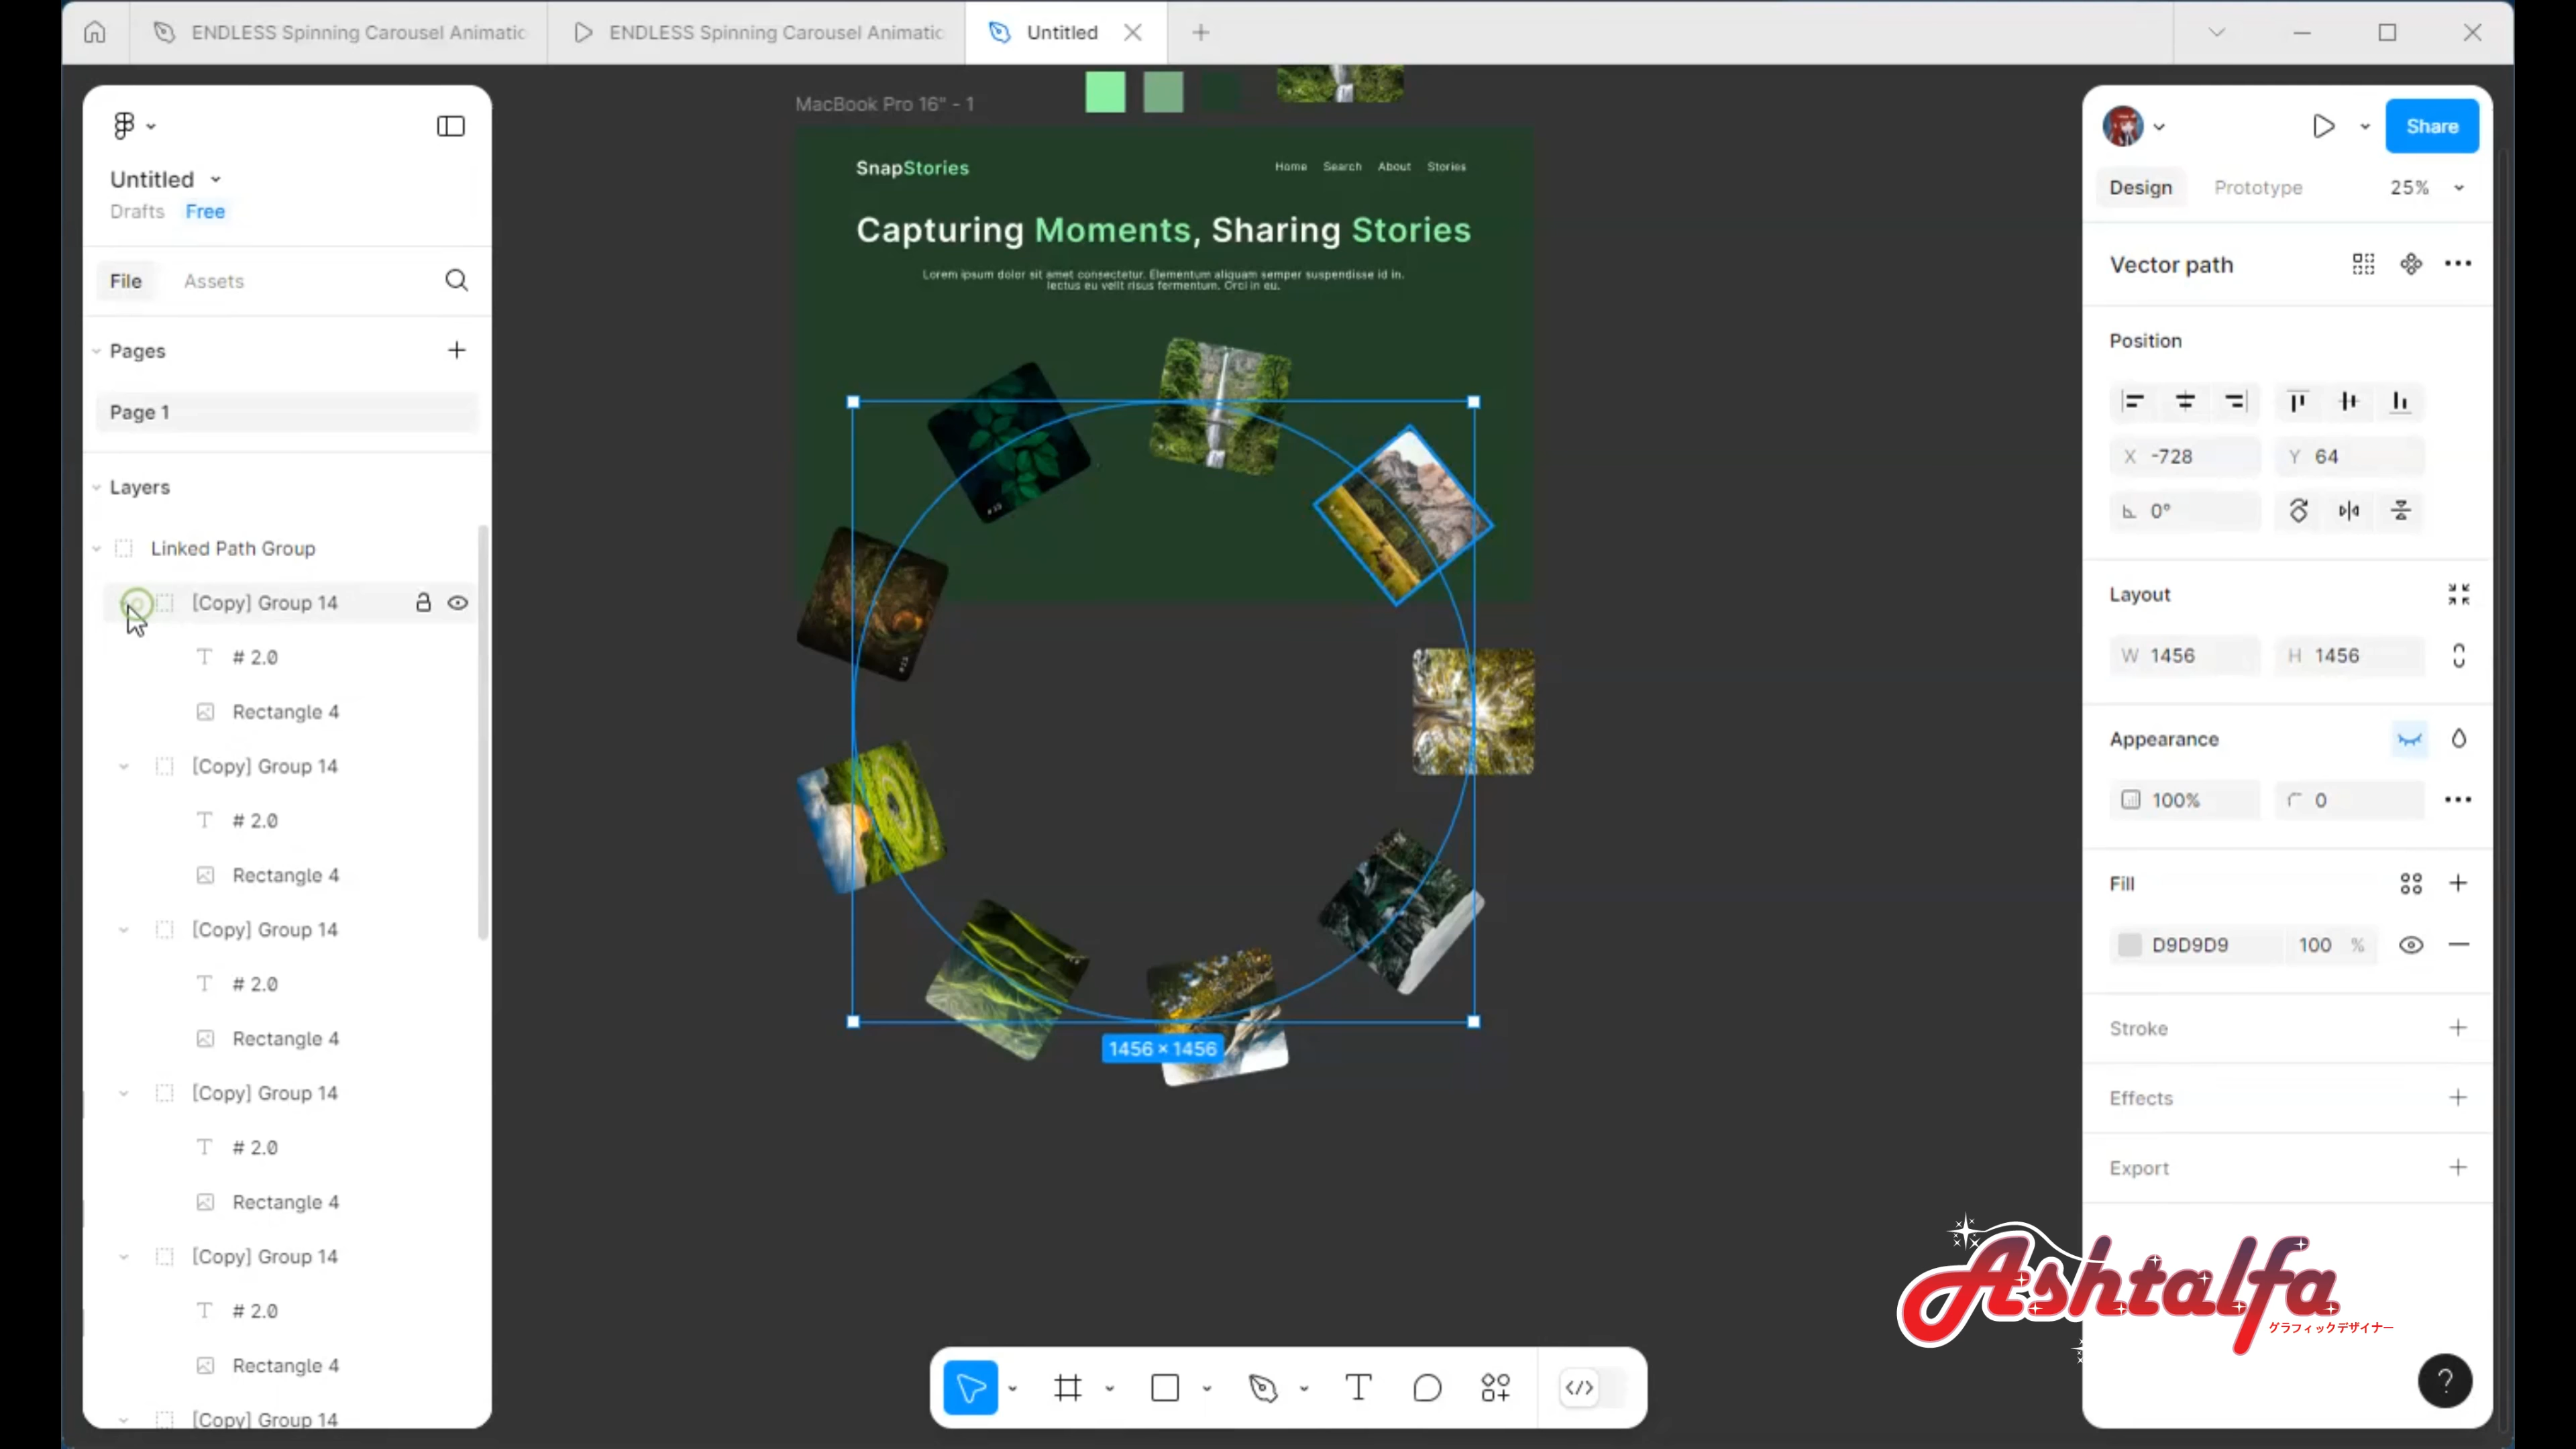 ENDLESS Spinning Carousel Animatic
ENDLESS Spinning Carousel Animatic
Untitled
Untitled
Drafts Free
File Assets
Pages
Page 1
Layers
Linked Path Group
[Copy] Group 14
# 2.0
Rectangle 4
[Copy] Group 14
# 2.0
Rectangle 4
[Copy] Group 14
# 2.0
Rectangle 4
[Copy] Group 14
# 2.0
Rectangle 4
[Copy] Group 14
# 2.0
Rectangle 4
[Copy] Group 14
MacBook Pro 16" - 1
SnapStories
Home Search About Stories
Capturing Moments, Sharing Stories
Lorem ipsum dolor sit amet consectetur. Elementum aliquam semper suspendisse id in.
lectus eu velit risus fermentum. Orci in eu.
1456 × 1456
Share
Design Prototype 25%
Vector path
Position
X -728 Y 64
0°
Layout
W 1456 H 1456
Appearance
100% 0
Fill
D9D9D9 100 %
Stroke
Effects
Export
Ashtalfa
グラフィックデザイナー
?